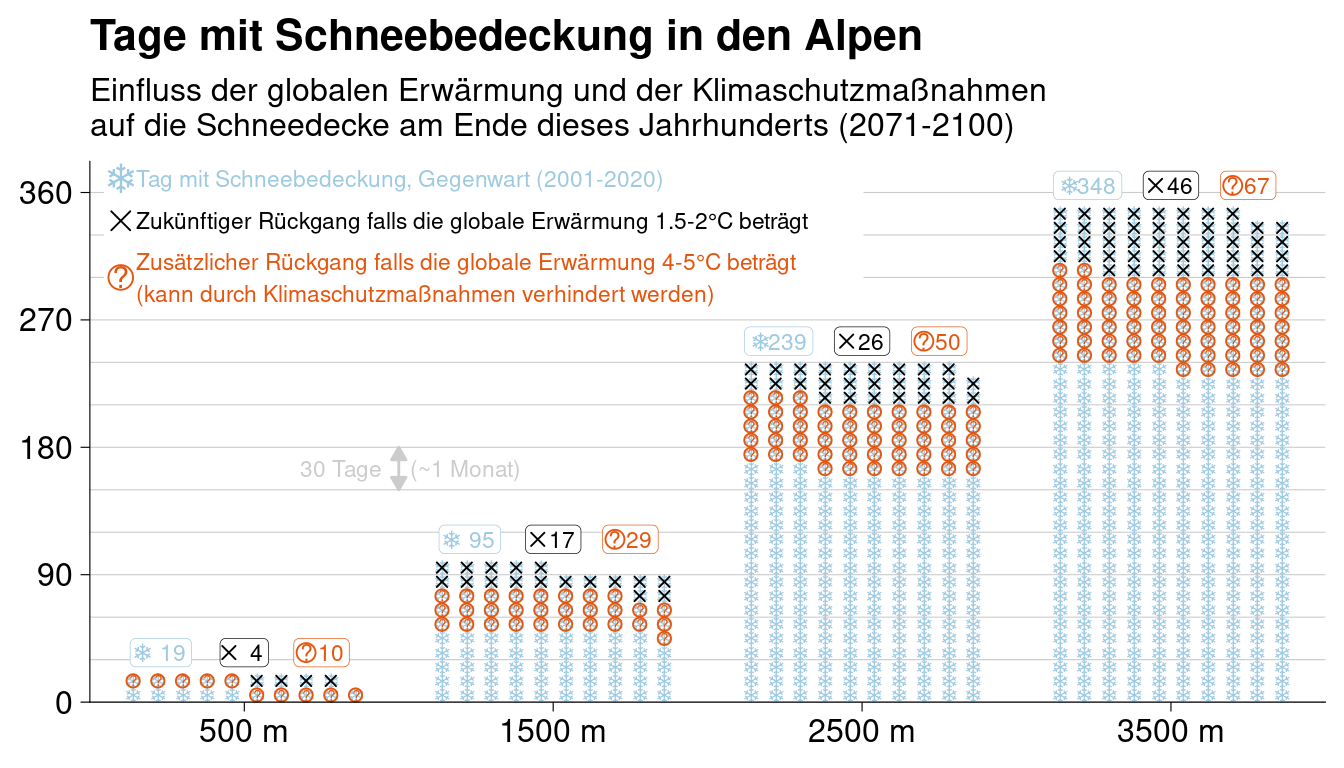 Tage mit Schneebedeckung in den Alpen
Einfluss der globalen Erwärmung und der Klimaschutzmaßnahmen
auf die Schneedecke am Ende dieses Jahrhunderts (2071-2100)
Tag mit Schneebedeckung, Gegenwart (2001-2020)
Zukünftiger Rückgang falls die globale Erwärmung 1.5-2°C beträgt
Zusätzlicher Rückgang falls die globale Erwärmung 4-5°C beträgt
(kann durch Klimaschutzmaßnahmen verhindert werden)
360
270
180
90
0
348 46 67
239 26 50
30 Tage (~1 Monat)
95 17 29
19 4 10
500 m 1500 m 2500 m 3500 m